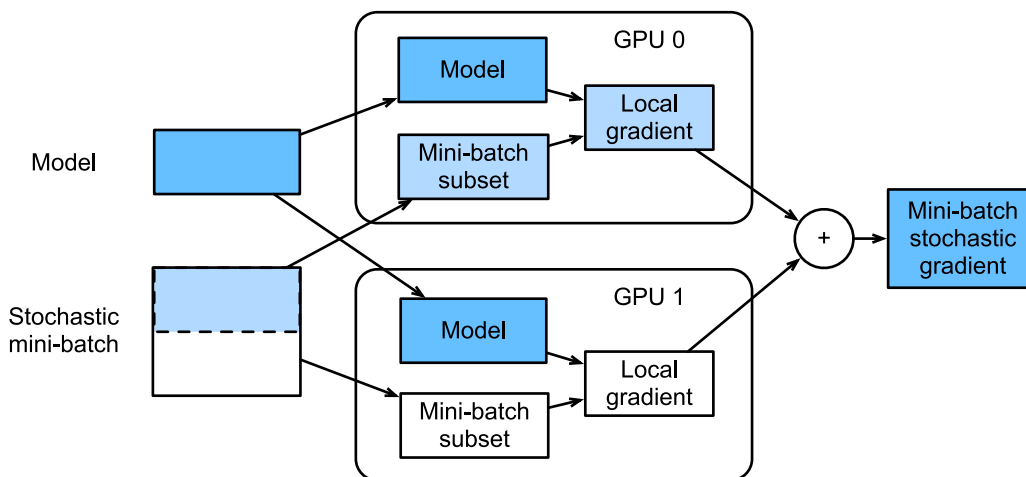 Model
Stochastic
mini-batch
GPU 0
Model
Mini-batch
subset
Local
gradient
GPU 1
Model
Mini-batch
subset
Local
gradient
+
Mini-batch
stochastic
gradient